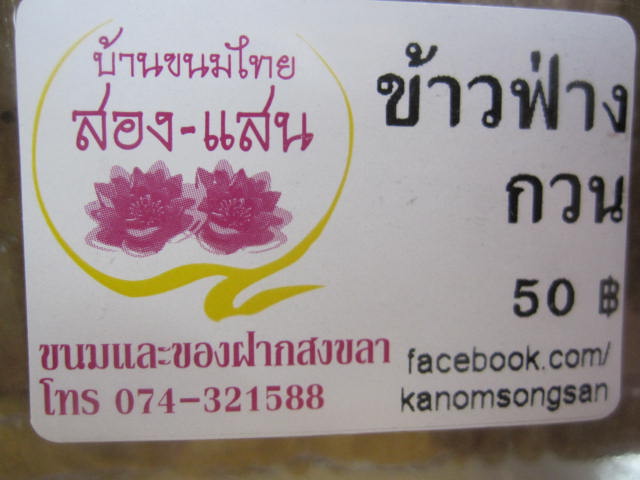 บ้านขนมไทย
สอง-แสน
ข้าวฟ่าง
กวน
50 ฿
ขนมและของฝากสงขลา
โทร 074-321588
facebook.com/
kanomsongsan